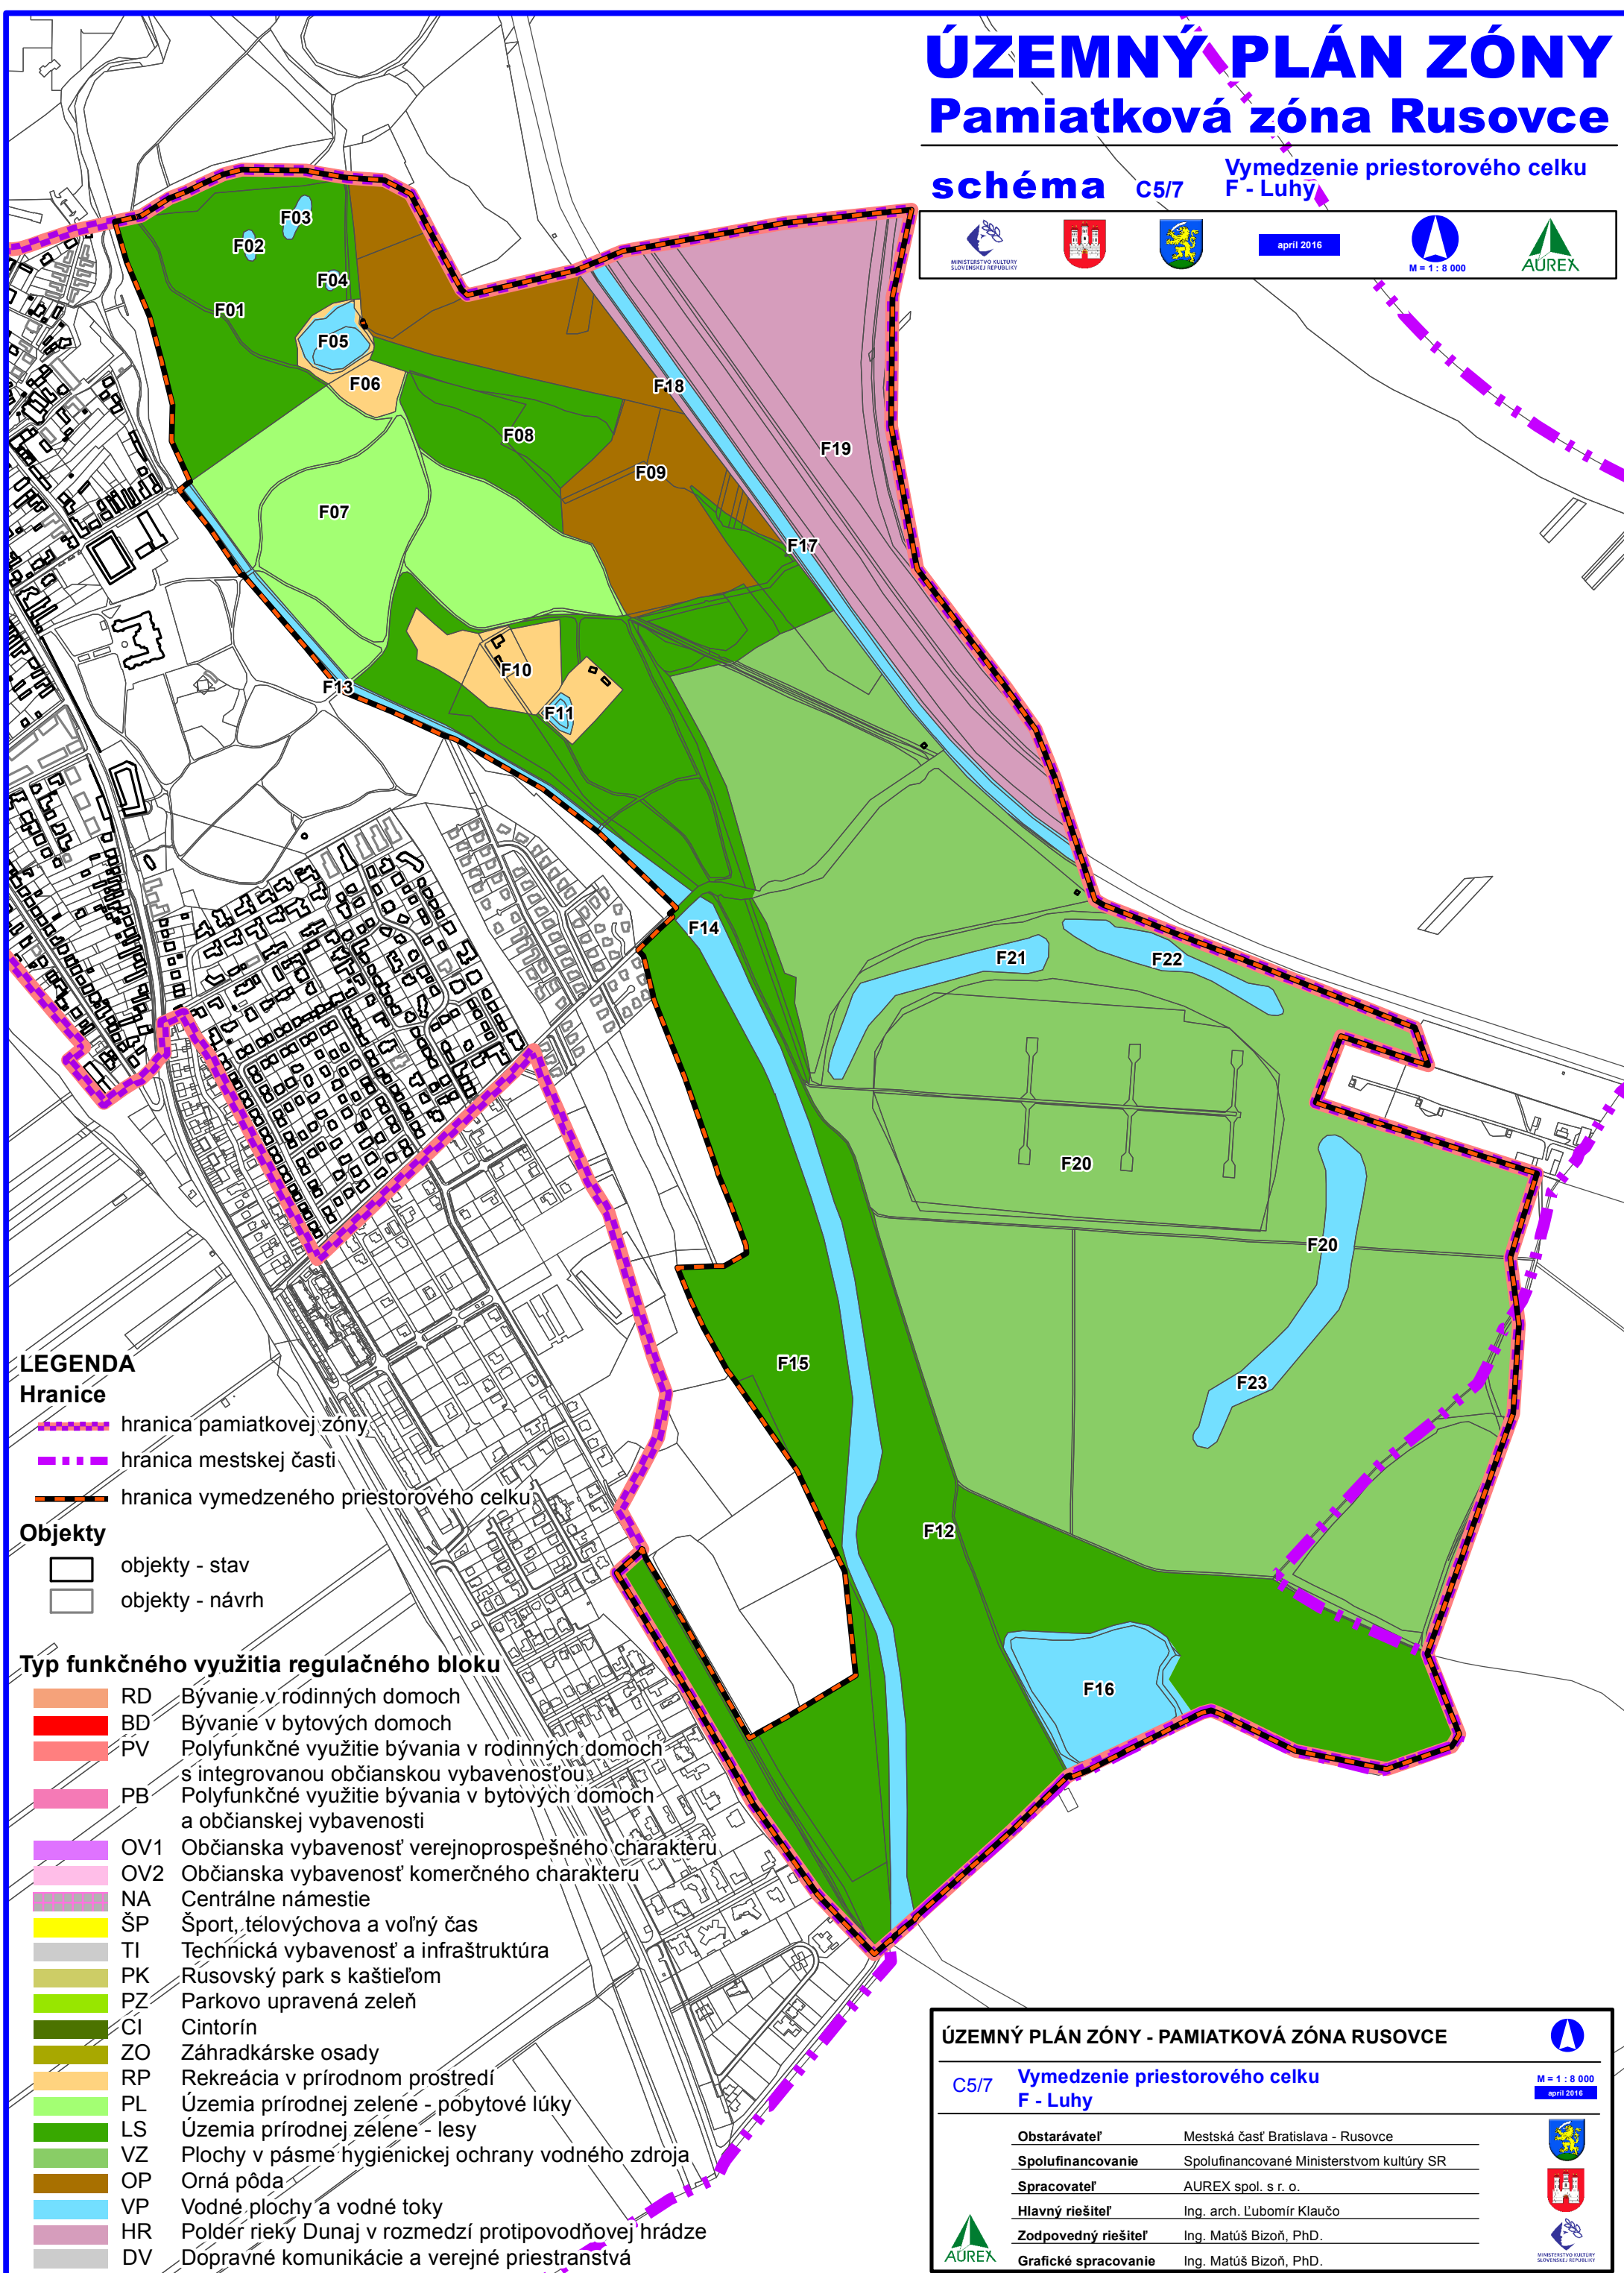 ÚZEMNÝ PLÁN ZÓNY
Pamiatková zóna Rusovce
schéma C5/7 Vymedzenie priestorového celku
F - Luhy
MINISTERSTVO KULTÚRY
SLOVENSKEJ REPUBLIKY
apríl 2016
M = 1 : 8 000
AUREX
F03
F02
F04
F01
F05
F06
F18
F08
F19
F09
F07
F17
F10
F13
F11
F14
F21
F22
F20
F20
F15
F23
F12
F16
LEGENDA
Hranice
hranica pamiatkovej zóny
hranica mestskej časti
hranica vymedzeného priestorového celku
Objekty
objekty - stav
objekty - návrh
Typ funkčného využitia regulačného bloku
RD Bývanie v rodinných domoch
BD Bývanie v bytových domoch
PV Polyfunkčné využitie bývania v rodinných domoch
s integrovanou občianskou vybavenosťou
PB Polyfunkčné využitie bývania v bytových domoch
a občianskej vybavenosti
OV1 Občianska vybavenosť verejnoprospešného charakteru
OV2 Občianska vybavenosť komerčného charakteru
NA Centrálne námestie
ŠP Šport, telovýchova a voľný čas
TI Technická vybavenosť a infraštruktúra
PK Rusovský park s kaštieľom
PZ Parkovo upravená zeleň
CI Cintorín
ZO Záhradkárske osady
RP Rekreácia v prírodnom prostredí
PL Územia prírodnej zelene - pobytové lúky
LS Územia prírodnej zelene - lesy
VZ Plochy v pásme hygienickej ochrany vodného zdroja
OP Orná pôda
VP Vodné plochy a vodné toky
HR Polder rieky Dunaj v rozmedzí protipovodňovej hrádze
DV Dopravné komunikácie a verejné priestranstvá
ÚZEMNÝ PLÁN ZÓNY - PAMIATKOVÁ ZÓNA RUSOVCE
C5/7 Vymedzenie priestorového celku
F - Luhy
M = 1 : 8 000
apríl 2016
Obstarávateľ Mestská časť Bratislava - Rusovce
Spolufinancovanie Spolufinancované Ministerstvom kultúry SR
Spracovateľ AUREX spol. s r. o.
Hlavný riešiteľ Ing. arch. Ľubomír Klaučo
Zodpovedný riešiteľ Ing. Matúš Bizoň, PhD.
Grafické spracovanie Ing. Matúš Bizoň, PhD.
AUREX
MINISTERSTVO KULTÚRY
SLOVENSKEJ REPUBLIKY